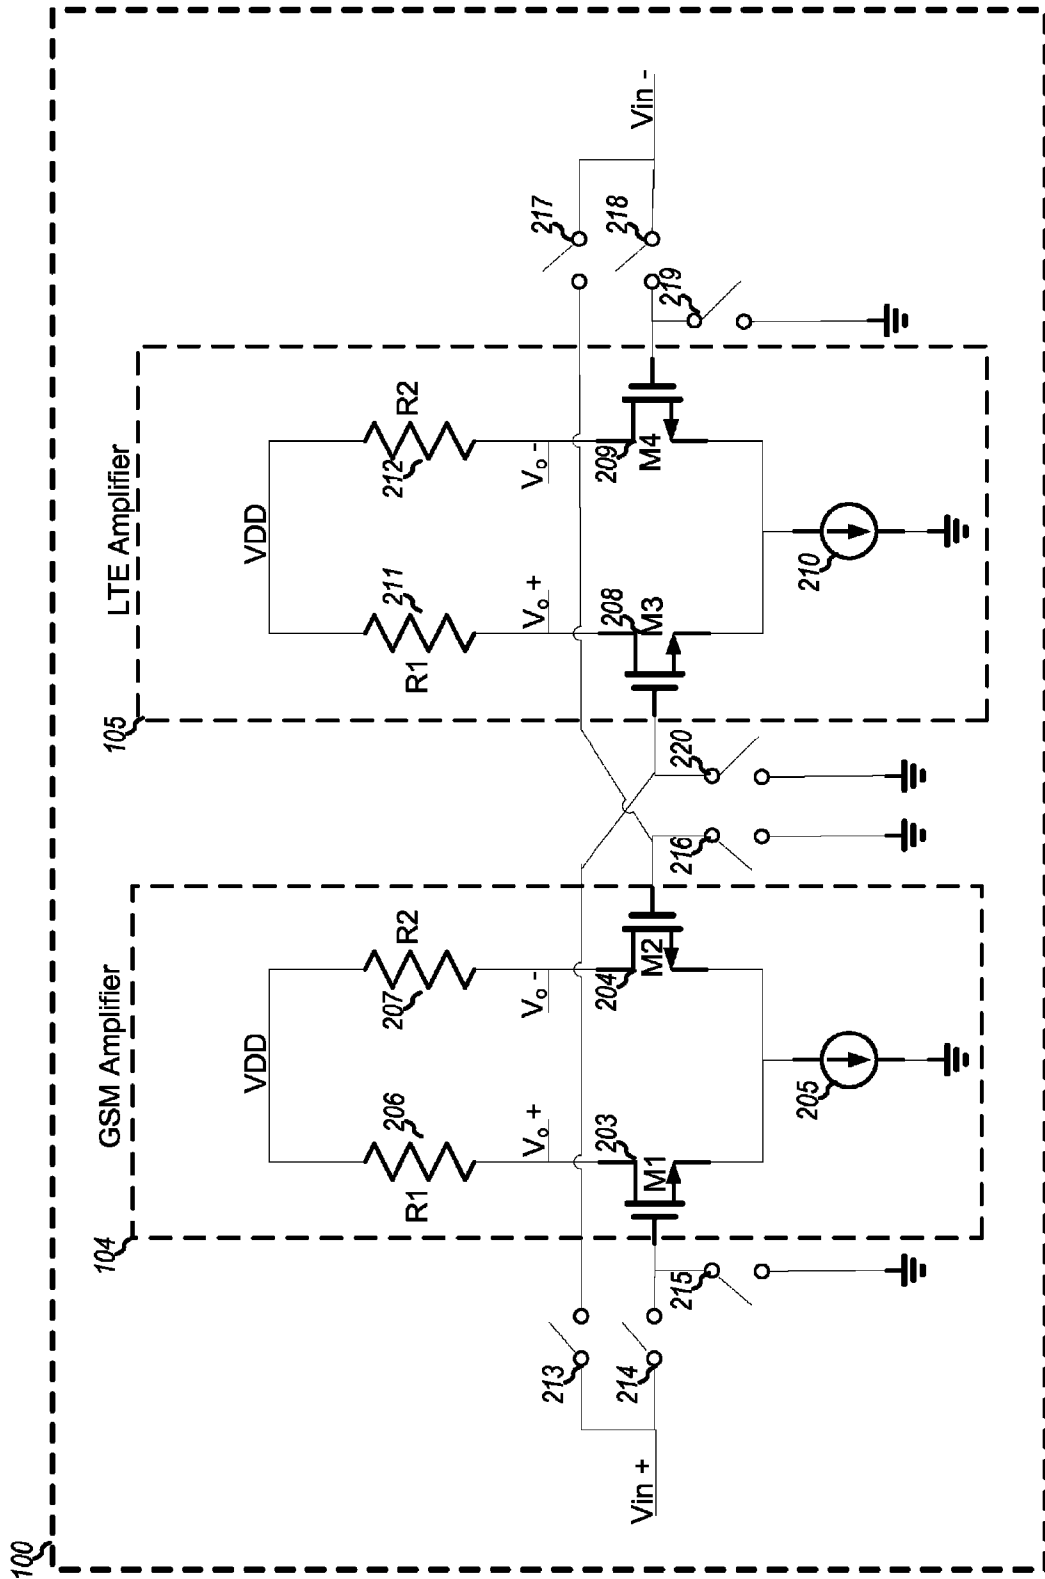 100
GSM Amplifier
104
VDD
R1
206
R2
207
Vo +
Vo -
M1
203
M2
204
205
LTE Amplifier
105
VDD
R1
211
R2
212
Vo +
Vo -
M3
208
M4
209
210
Vin +
213
214
215
216
220
217
218
219
Vin -